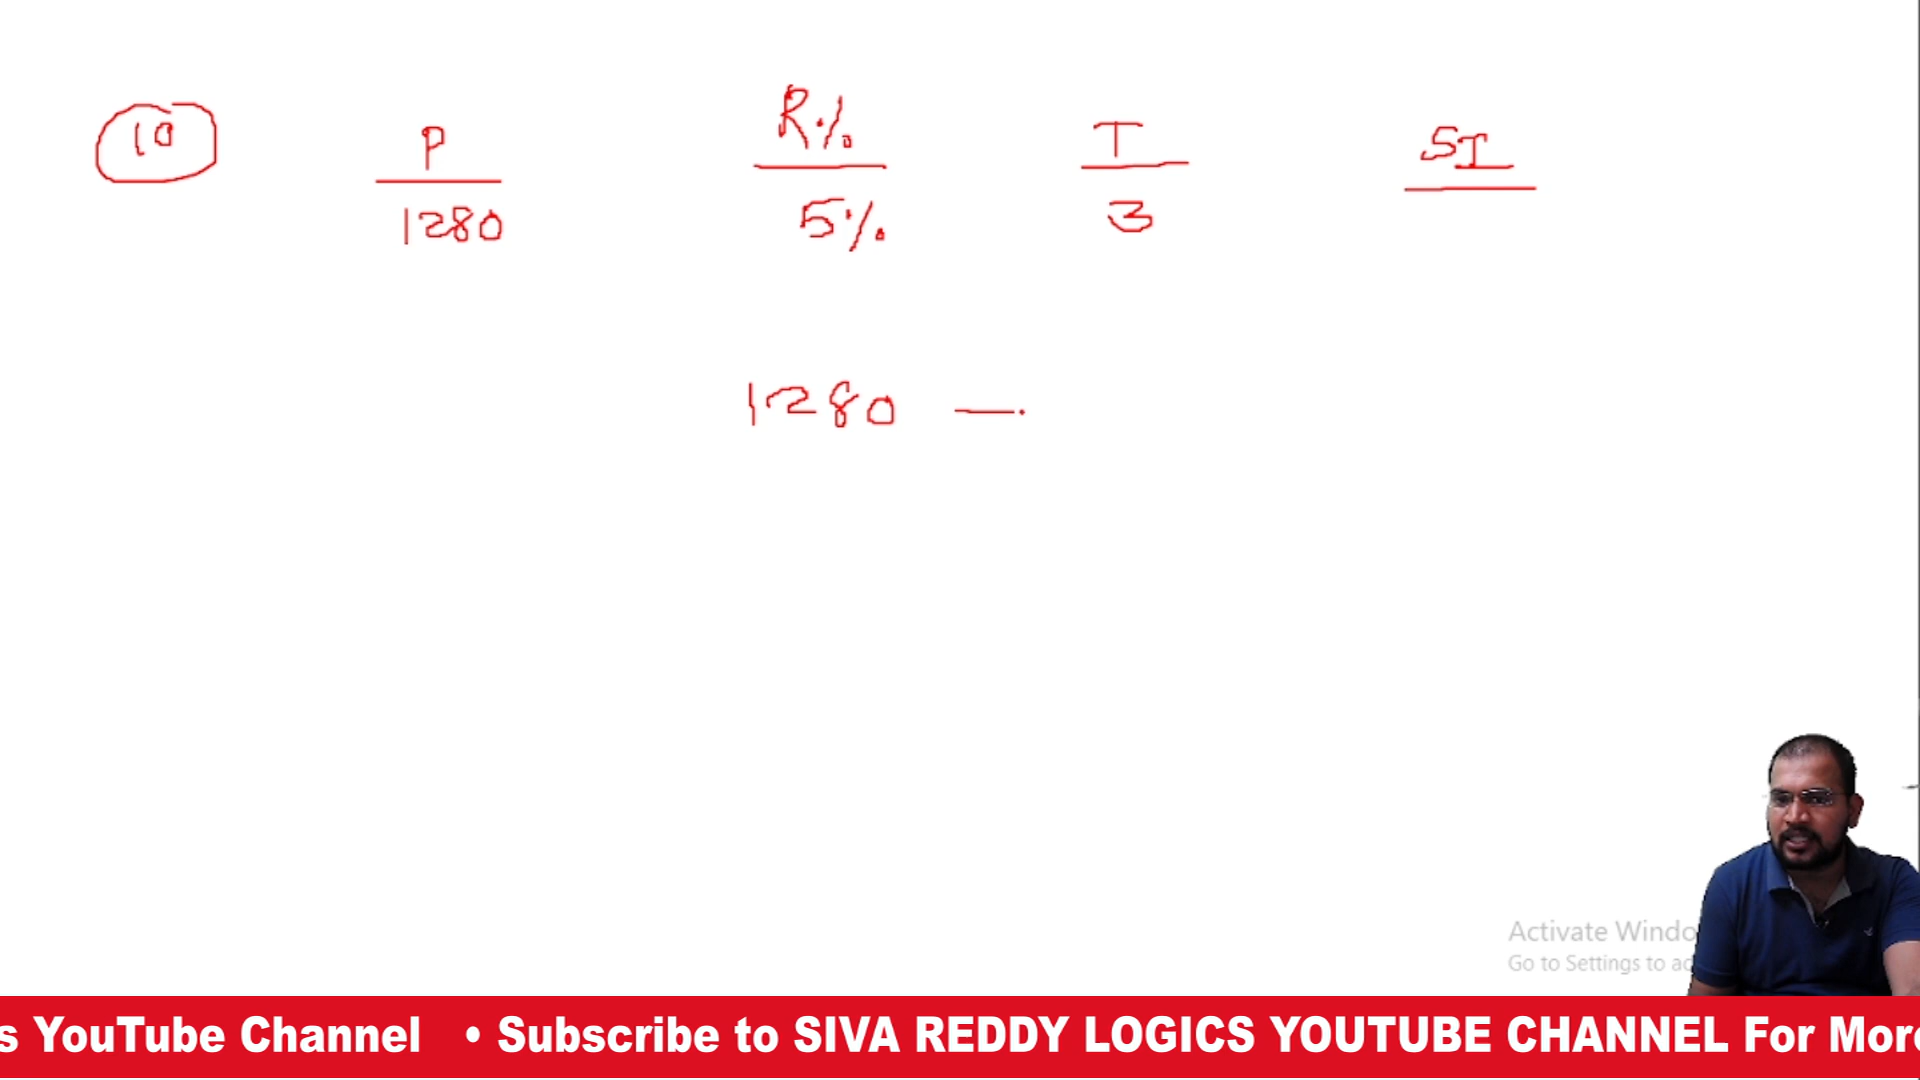 10 P R% T SI
1280 5% 3
1280 —
Activate Windo
Go to Settings to ac
s YouTube Channel • Subscribe to SIVA REDDY LOGICS YOUTUBE CHANNEL For More